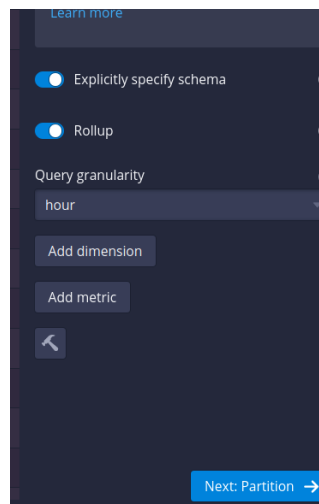 Learn more
Explicitly specify schema
Rollup
Query granularity
hour
Add dimension
Add metric
Next: Partition